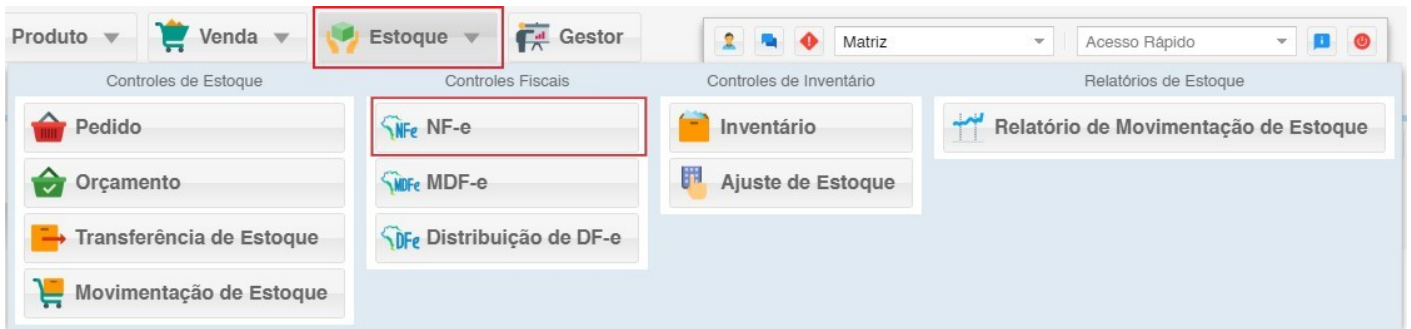 Produto
Venda
Estoque
Gestor
Matriz
Acesso Rápido
Controles de Estoque
Pedido
Orçamento
Transferência de Estoque
Movimentação de Estoque
Controles Fiscais
NFe NF-e
MDFe MDF-e
DFe Distribuição de DF-e
Controles de Inventário
Inventário
Ajuste de Estoque
Relatórios de Estoque
Relatório de Movimentação de Estoque